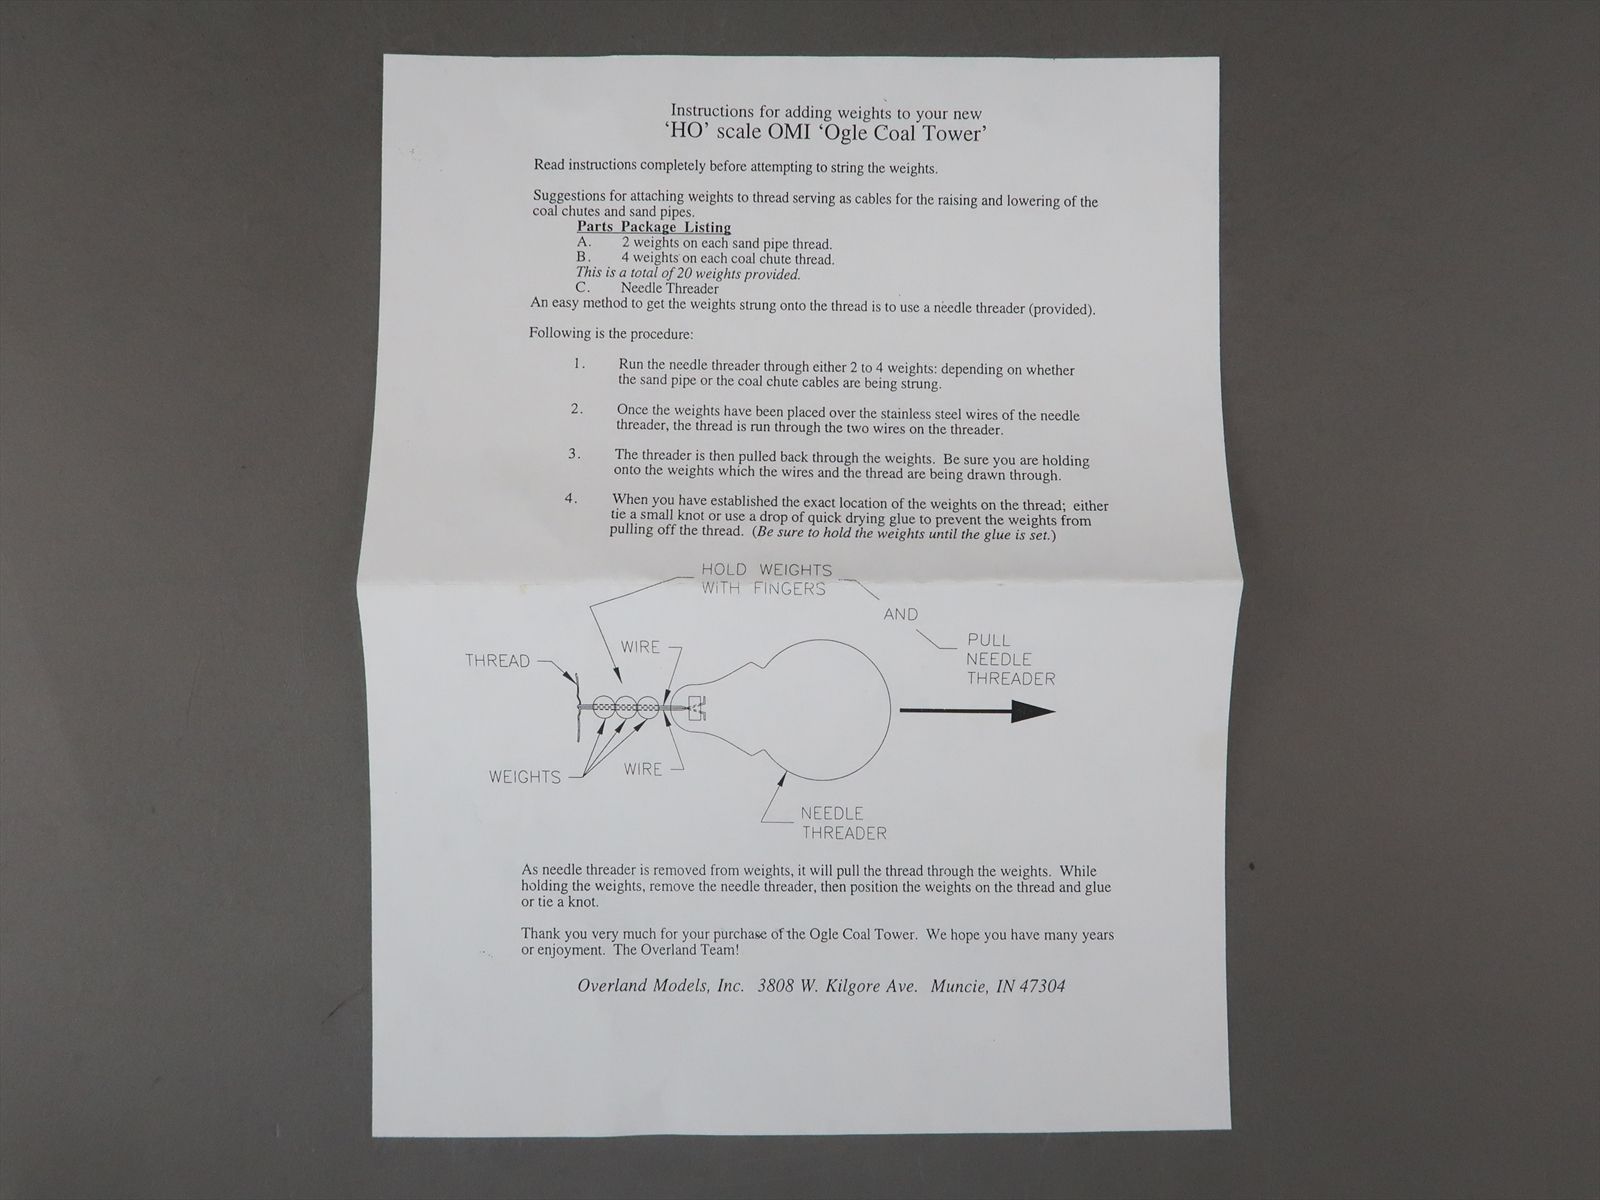 Instructions for adding weights to your new
‘HO’ scale OMI ‘Ogle Coal Tower’
Read instructions completely before attempting to string the weights.
Suggestions for attaching weights to thread serving as cables for the raising and lowering of the
coal chutes and sand pipes.
Parts Package Listing
A. 2 weights on each sand pipe thread.
B. 4 weights on each coal chute thread.
This is a total of 20 weights provided.
C. Needle Threader
An easy method to get the weights strung onto the thread is to use a needle threader (provided).
Following is the procedure:
1. Run the needle threader through either 2 to 4 weights: depending on whether
the sand pipe or the coal chute cables are being strung.
2. Once the weights have been placed over the stainless steel wires of the needle
threader, the thread is run through the two wires on the threader.
3. The threader is then pulled back through the weights. Be sure you are holding
onto the weights which the wires and the thread are being drawn through.
4. When you have established the exact location of the weights on the thread; either
tie a small knot or use a drop of quick drying glue to prevent the weights from
pulling off the thread. (Be sure to hold the weights until the glue is set.)
HOLD WEIGHTS
WITH FINGERS
AND
PULL
NEEDLE
THREADER
WIRE
THREAD
WEIGHTS
WIRE
NEEDLE
THREADER
As needle threader is removed from weights, it will pull the thread through the weights. While
holding the weights, remove the needle threader, then position the weights on the thread and glue
or tie a knot.
Thank you very much for your purchase of the Ogle Coal Tower. We hope you have many years
or enjoyment. The Overland Team!
Overland Models, Inc. 3808 W. Kilgore Ave. Muncie, IN 47304